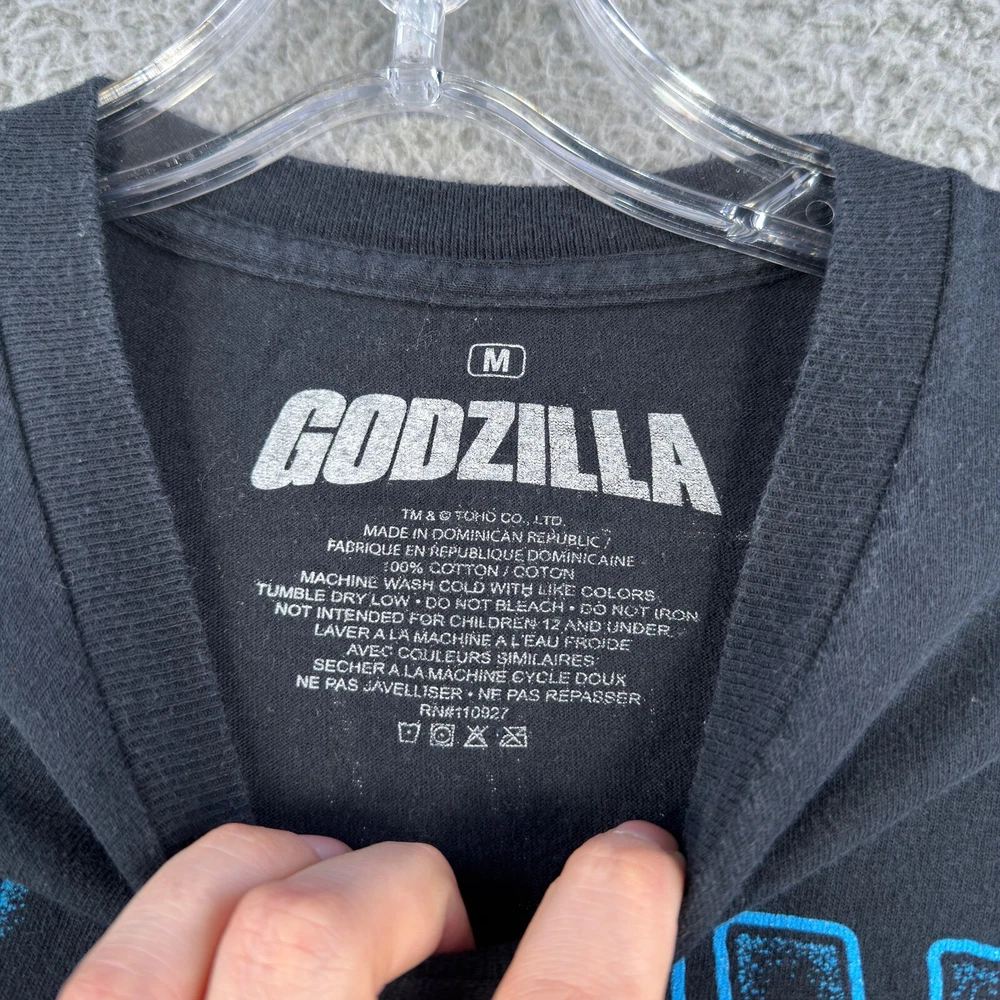 M
GODZILLA
TM & © TOHO CO., LTD.
MADE IN DOMINICAN REPUBLIC /
FABRIQUE EN REPUBLIQUE DOMINICAINE
100% COTTON / COTON
MACHINE WASH COLD WITH LIKE COLORS.
TUMBLE DRY LOW • DO NOT BLEACH • DO NOT IRON
NOT INTENDED FOR CHILDREN 12 AND UNDER.
LAVER A LA MACHINE A L'EAU FROIDE
AVEC COULEURS SIMILAIRES
SECHER A LA MACHINE CYCLE DOUX
NE PAS JAVELLISER • NE PAS REPASSER
RN#110927